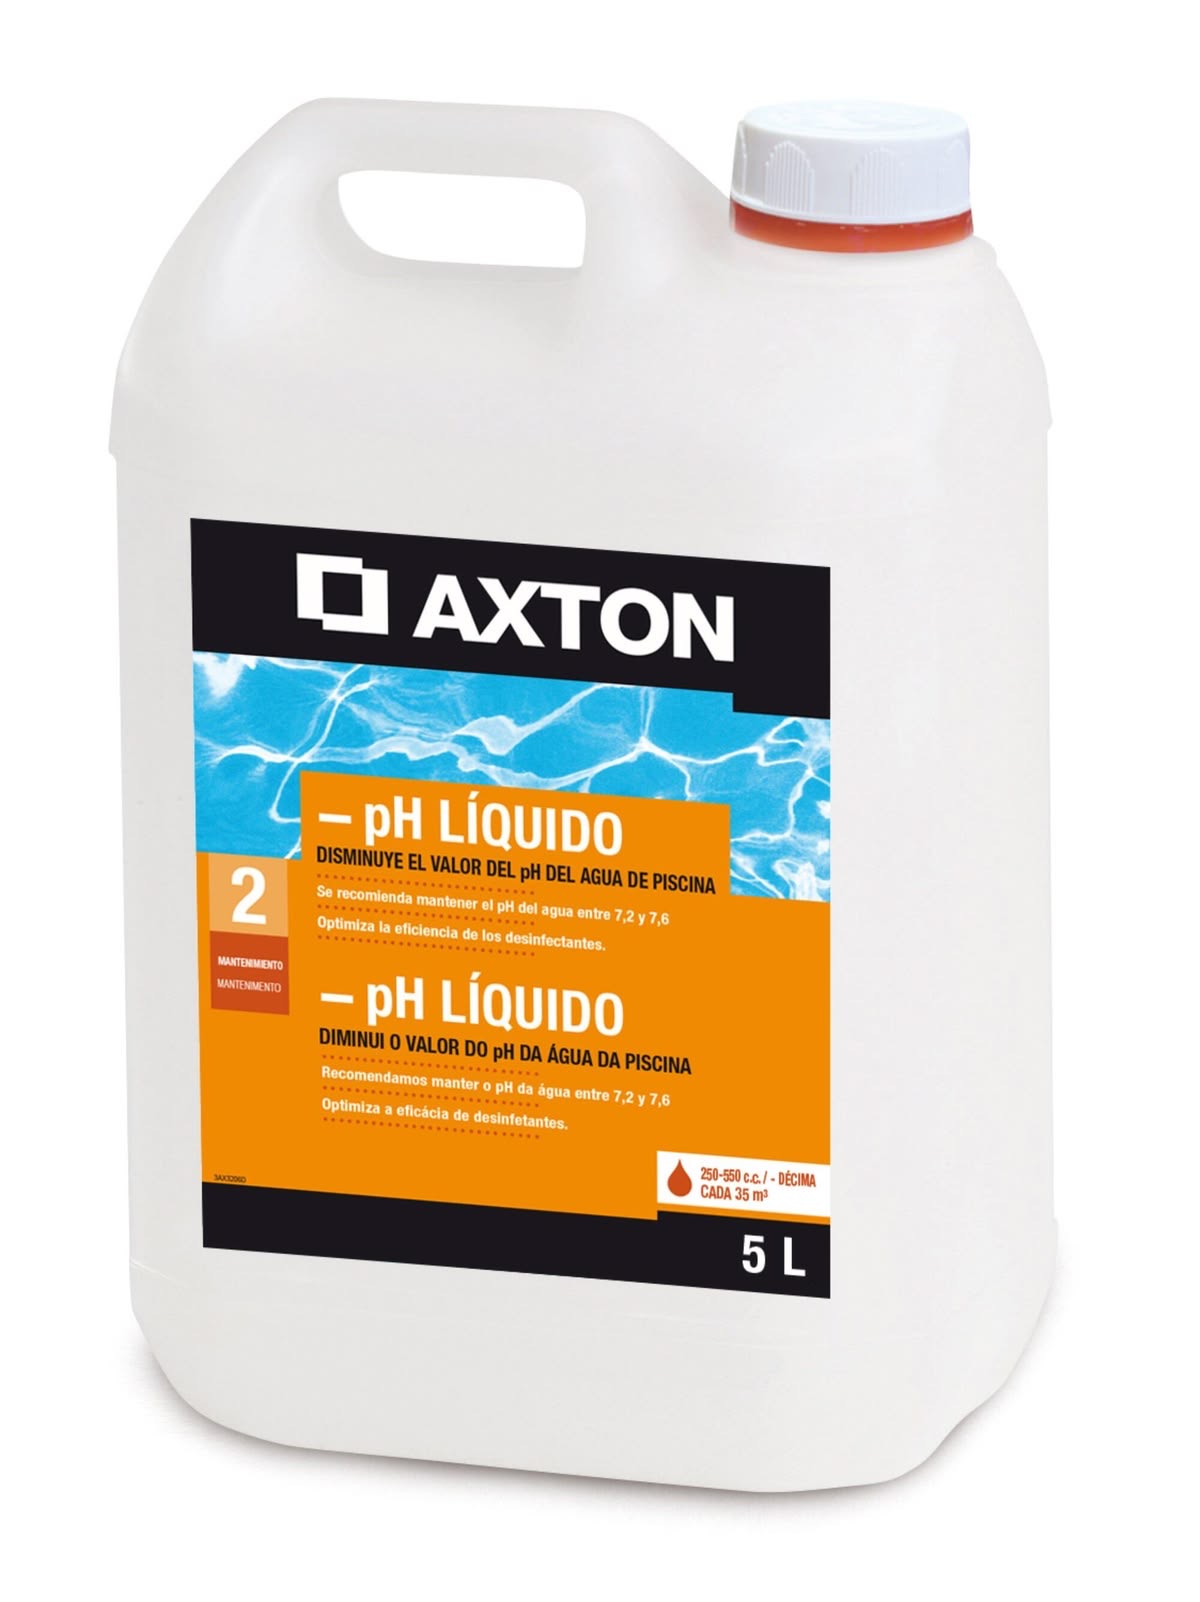 AXTON
– pH LÍQUIDO
DISMINUYE EL VALOR DEL pH DEL AGUA DE PISCINA
Se recomienda mantener el pH del agua entre 7,2 y 7,6
Optimiza la eficiencia de los desinfectantes.
2
MANTENIMIENTO
MANTENIMENTO
– pH LÍQUIDO
DIMINUI O VALOR DO pH DA ÁGUA DA PISCINA
Recomendamos manter o pH da água entre 7,2 y 7,6
Optimiza a eficácia de desinfetantes.
250-550 c.c./ - DÉCIMA
CADA 35 m³
3AX3206D
5 L